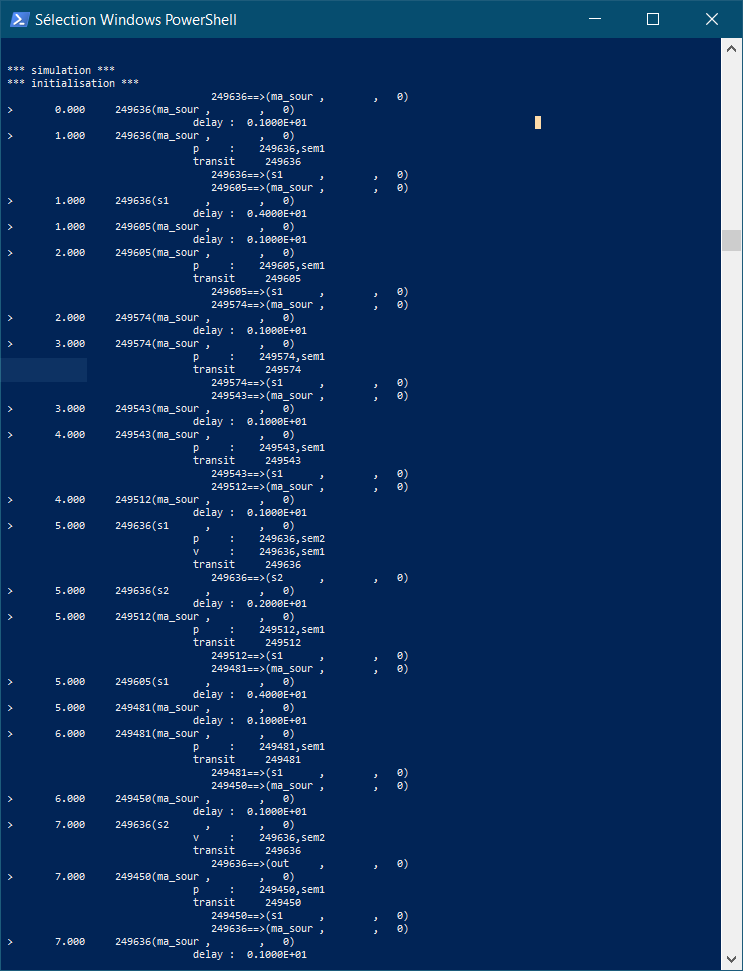 Sélection Windows PowerShell
*** simulation ***
*** initialisation ***
249636==>(ma_sour ,        ,   0)
>       0.000     249636(ma_sour ,        ,   0)
delay :  0.1000E+01
>       1.000     249636(ma_sour ,        ,   0)
p     :    249636,sem1
transit     249636
249636==>(s1      ,        ,   0)
249605==>(ma_sour ,        ,   0)
>       1.000     249636(s1      ,        ,   0)
delay :  0.4000E+01
>       1.000     249605(ma_sour ,        ,   0)
delay :  0.1000E+01
>       2.000     249605(ma_sour ,        ,   0)
p     :    249605,sem1
transit     249605
249605==>(s1      ,        ,   0)
249574==>(ma_sour ,        ,   0)
>       2.000     249574(ma_sour ,        ,   0)
delay :  0.1000E+01
>       3.000     249574(ma_sour ,        ,   0)
p     :    249574,sem1
transit     249574
249574==>(s1      ,        ,   0)
249543==>(ma_sour ,        ,   0)
>       3.000     249543(ma_sour ,        ,   0)
delay :  0.1000E+01
>       4.000     249543(ma_sour ,        ,   0)
p     :    249543,sem1
transit     249543
249543==>(s1      ,        ,   0)
249512==>(ma_sour ,        ,   0)
>       4.000     249512(ma_sour ,        ,   0)
delay :  0.1000E+01
>       5.000     249636(s1      ,        ,   0)
p     :    249636,sem2
v     :    249636,sem1
transit     249636
249636==>(s2      ,        ,   0)
>       5.000     249636(s2      ,        ,   0)
delay :  0.2000E+01
>       5.000     249512(ma_sour ,        ,   0)
p     :    249512,sem1
transit     249512
249512==>(s1      ,        ,   0)
249481==>(ma_sour ,        ,   0)
>       5.000     249605(s1      ,        ,   0)
delay :  0.4000E+01
>       5.000     249481(ma_sour ,        ,   0)
delay :  0.1000E+01
>       6.000     249481(ma_sour ,        ,   0)
p     :    249481,sem1
transit     249481
249481==>(s1      ,        ,   0)
249450==>(ma_sour ,        ,   0)
>       6.000     249450(ma_sour ,        ,   0)
delay :  0.1000E+01
>       7.000     249636(s2      ,        ,   0)
v     :    249636,sem2
transit     249636
249636==>(out     ,        ,   0)
>       7.000     249450(ma_sour ,        ,   0)
p     :    249450,sem1
transit     249450
249450==>(s1      ,        ,   0)
249636==>(ma_sour ,        ,   0)
>       7.000     249636(ma_sour ,        ,   0)
delay :  0.1000E+01